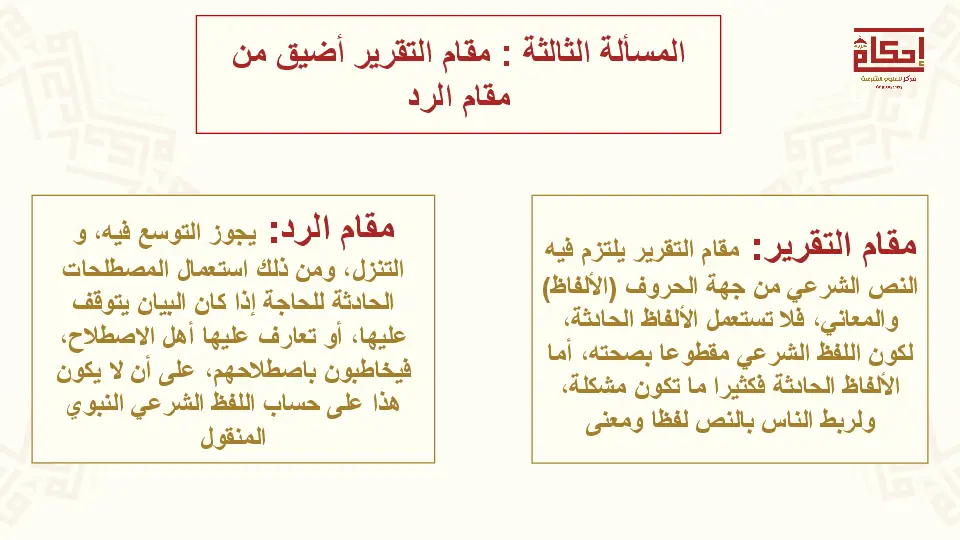 المسألة الثالثة : مقام التقرير أضيق من
مقام الرد
إحكام
مركز للعلوم الشرعية
مقام التقرير: مقام التقرير يلتزم فيه
النص الشرعي من جهة الحروف (الألفاظ)
والمعاني، فلا تستعمل الألفاظ الحادثة،
لكون اللفظ الشرعي مقطوعا بصحته، أما
الألفاظ الحادثة فكثيرا ما تكون مشكلة،
ولربط الناس بالنص لفظا ومعنى
مقام الرد: يجوز التوسع فيه، و
التنزل، ومن ذلك استعمال المصطلحات
الحادثة للحاجة إذا كان البيان يتوقف
عليها، أو تعارف عليها أهل الاصطلاح،
فيخاطبون باصطلاحهم، على أن لا يكون
هذا على حساب اللفظ الشرعي النبوي
المنقول